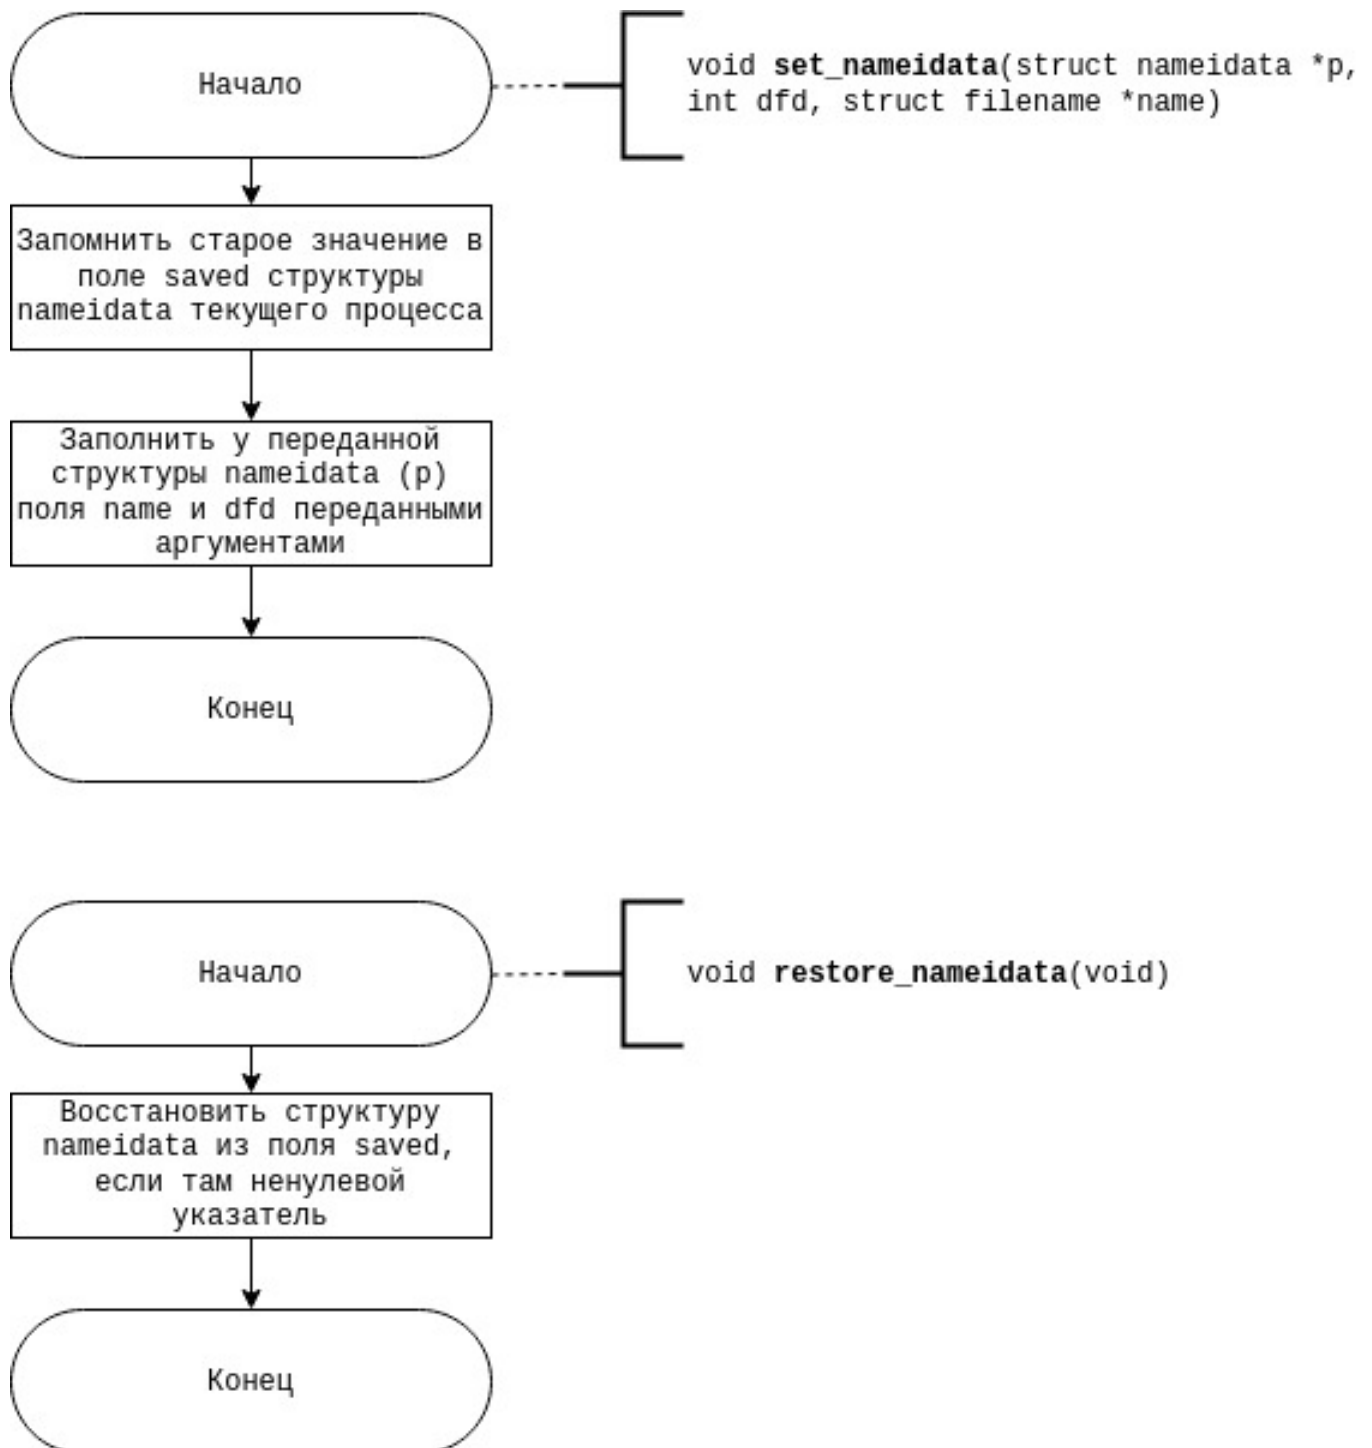 Начало
void set_nameidata(struct nameidata *p,
int dfd, struct filename *name)
Запомнить старое значение в
поле saved структуры
nameidata текущего процесса
Заполнить у переданной
структуры nameidata (p)
поля name и dfd переданными
аргументами
Конец
Начало
void restore_nameidata(void)
Восстановить структуру
nameidata из поля saved,
если там ненулевой
указатель
Конец